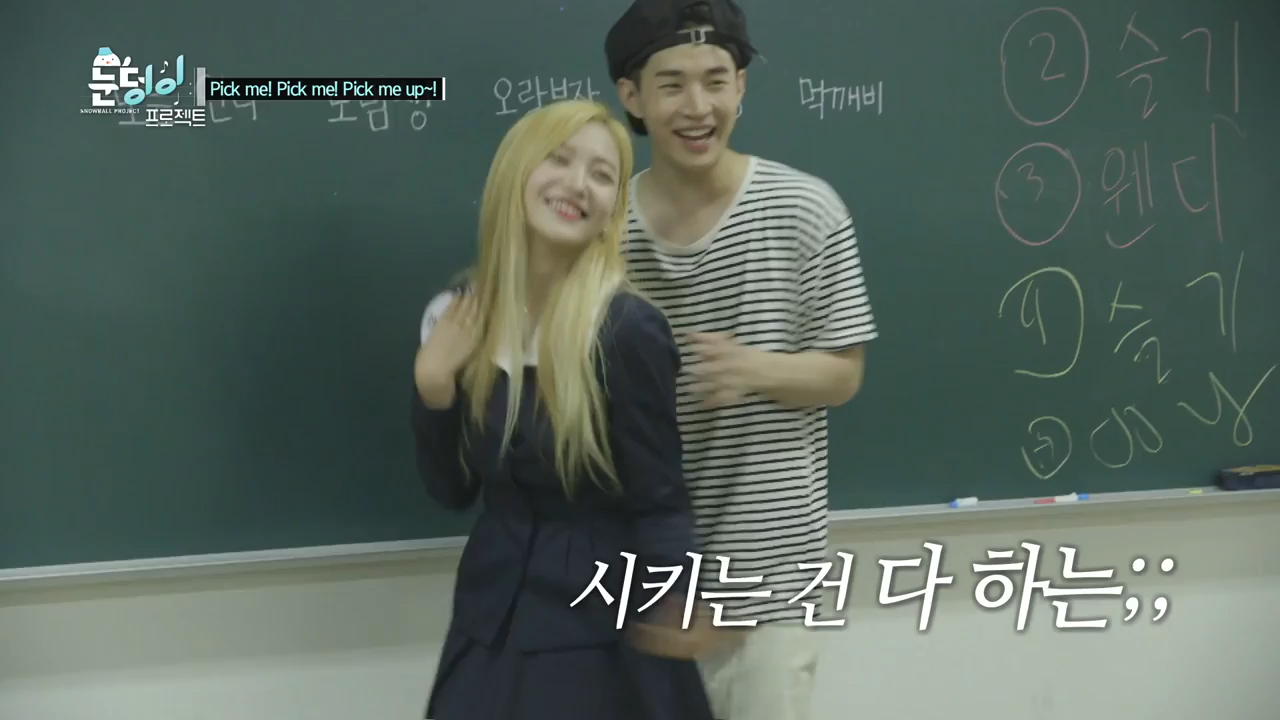 눈덩이
SNOWBALL PROJECT
프로젝트
Pick me! Pick me! Pick me up~!
오라보자
먹깨비
② 슬기
③ 웬디
④ 슬기
시키는 건 다 하는;;